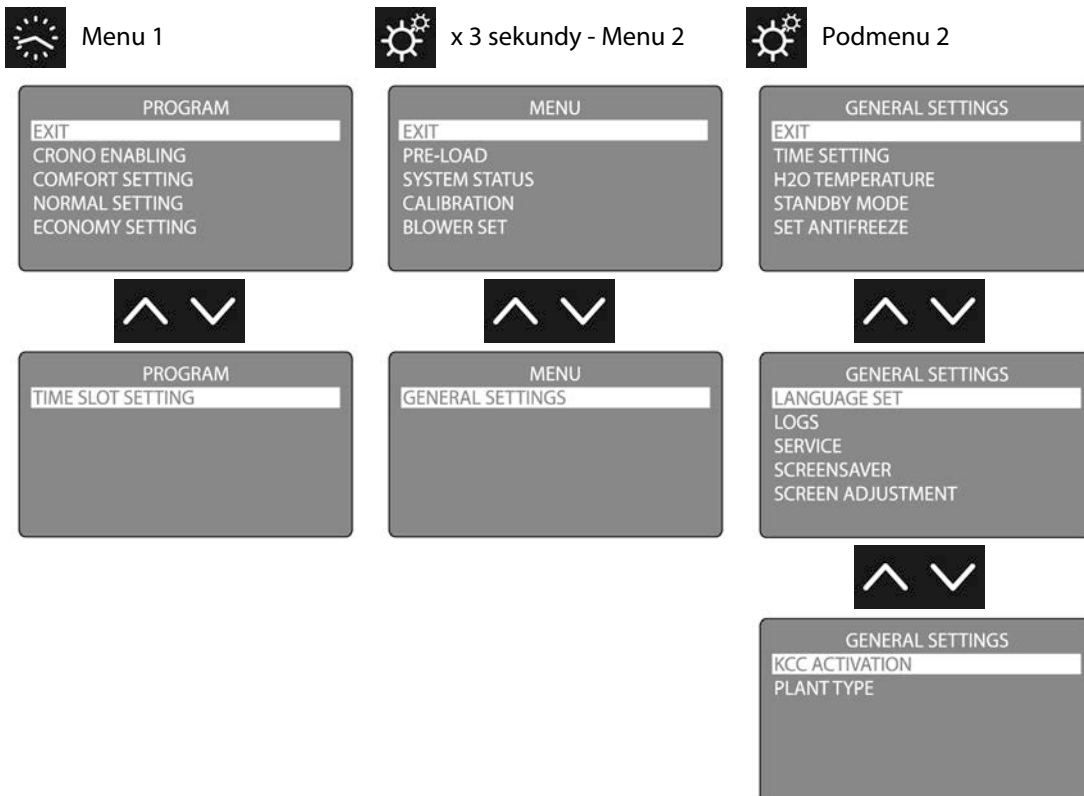 Menu 1
PROGRAM
EXIT
CRONO ENABLING
COMFORT SETTING
NORMAL SETTING
ECONOMY SETTING
PROGRAM
TIME SLOT SETTING
x 3 sekundy - Menu 2
MENU
EXIT
PRE-LOAD
SYSTEM STATUS
CALIBRATION
BLOWER SET
MENU
GENERAL SETTINGS
Podmenu 2
GENERAL SETTINGS
EXIT
TIME SETTING
H2O TEMPERATURE
STANDBY MODE
SET ANTIFREEZE
GENERAL SETTINGS
LANGUAGE SET
LOGS
SERVICE
SCREENSAVER
SCREEN ADJUSTMENT
GENERAL SETTINGS
KCC ACTIVATION
PLANT TYPE